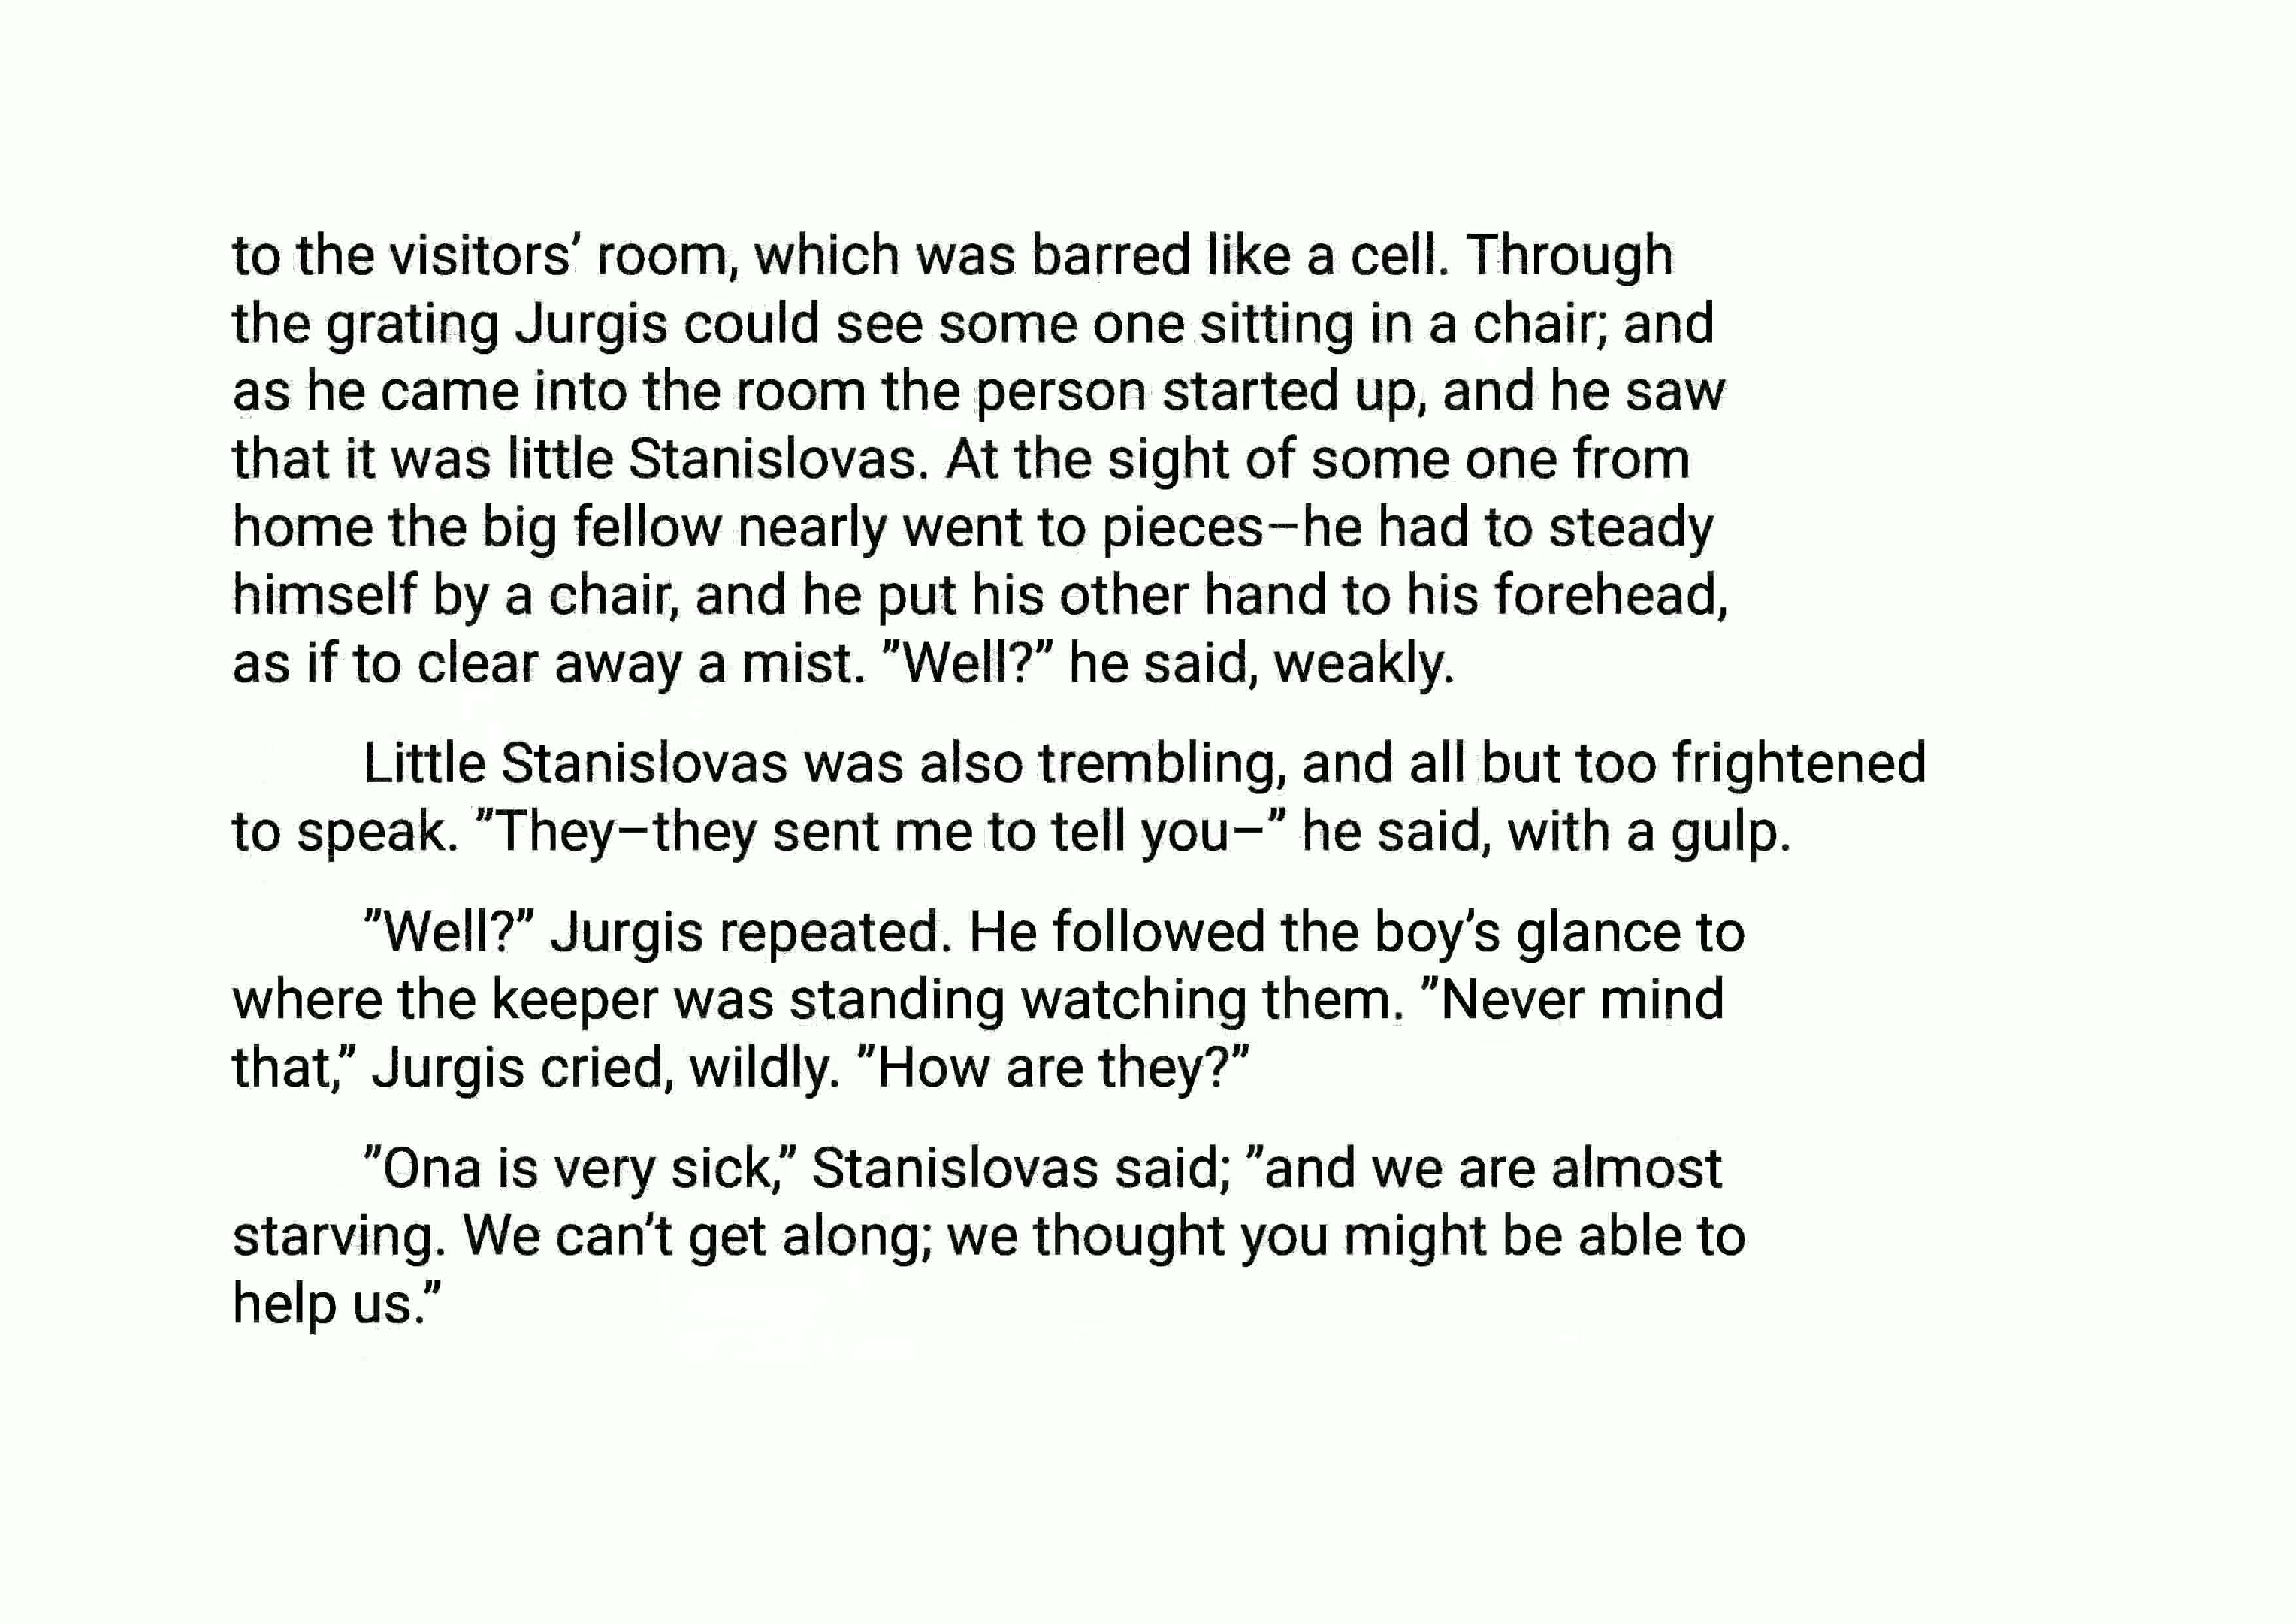 to the visitors’ room, which was barred like a cell. Through
the grating Jurgis could see some one sitting in a chair; and
as he came into the room the person started up, and he saw
that it was little Stanislovas. At the sight of some one from
home the big fellow nearly went to pieces–he had to steady
himself by a chair, and he put his other hand to his forehead,
as if to clear away a mist. ”Well?” he said, weakly.
Little Stanislovas was also trembling, and all but too frightened
to speak. ”They–they sent me to tell you–” he said, with a gulp.
”Well?” Jurgis repeated. He followed the boy’s glance to
where the keeper was standing watching them. ”Never mind
that,” Jurgis cried, wildly. ”How are they?”
”Ona is very sick,” Stanislovas said; ”and we are almost
starving. We can’t get along; we thought you might be able to
help us.”